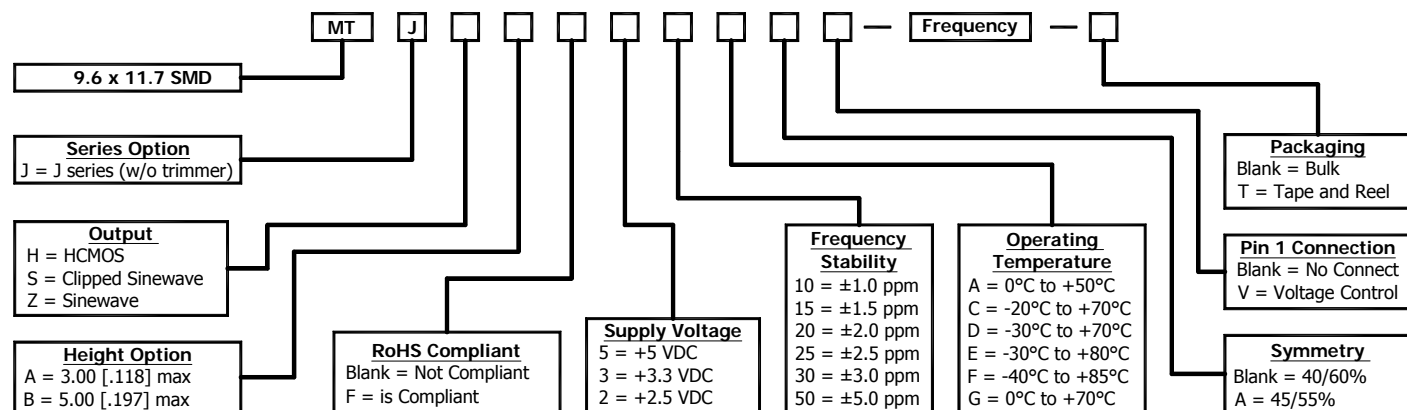 MT J — Frequency —
9.6 x 11.7 SMD
Series Option
J = J series (w/o trimmer)
Output
H = HCMOS
S = Clipped Sinewave
Z = Sinewave
Height Option
A = 3.00 [.118] max
B = 5.00 [.197] max
RoHS Compliant
Blank = Not Compliant
F = is Compliant
Supply Voltage
5 = +5 VDC
3 = +3.3 VDC
2 = +2.5 VDC
Frequency
Stability
10 = ±1.0 ppm
15 = ±1.5 ppm
20 = ±2.0 ppm
25 = ±2.5 ppm
30 = ±3.0 ppm
50 = ±5.0 ppm
Operating
Temperature
A = 0°C to +50°C
C = -20°C to +70°C
D = -30°C to +70°C
E = -30°C to +80°C
F = -40°C to +85°C
G = 0°C to +70°C
Packaging
Blank = Bulk
T = Tape and Reel
Pin 1 Connection
Blank = No Connect
V = Voltage Control
Symmetry
Blank = 40/60%
A = 45/55%